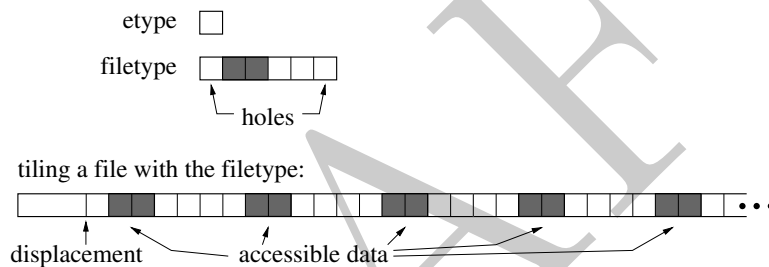 etype
filetype
holes
tiling a file with the filetype:
displacement
accessible data